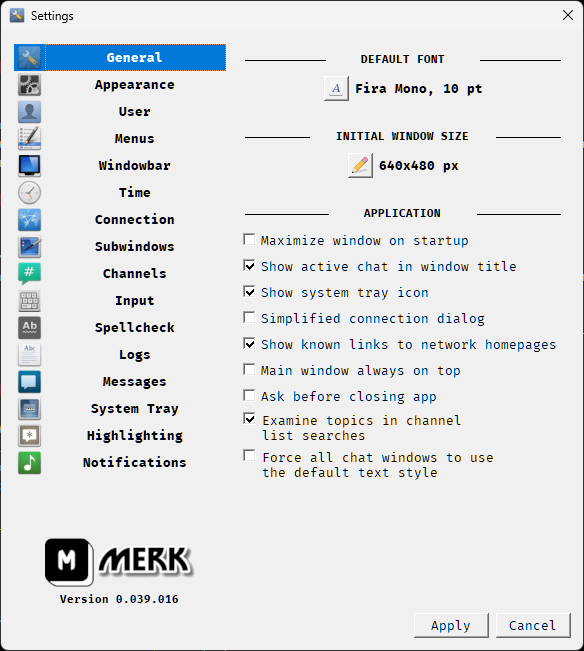 Settings
General
Appearance
User
Menus
Windowbar
Time
Connection
Subwindows
Channels
Input
Ab
Spellcheck
Abc
Logs
Messages
System Tray
Highlighting
Notifications
M MERK
Version 0.039.016
DEFAULT FONT
A Fira Mono, 10 pt
INITIAL WINDOW SIZE
640x480 px
APPLICATION
Maximize window on startup
Show active chat in window title
Show system tray icon
Simplified connection dialog
Show known links to network homepages
Main window always on top
Ask before closing app
Examine topics in channel
list searches
Force all chat windows to use
the default text style
Apply
Cancel